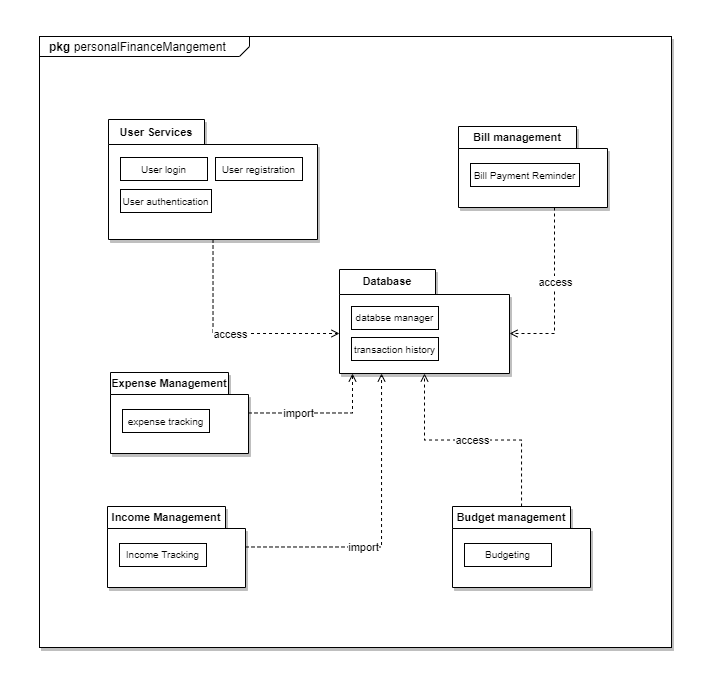 pkg personalFinanceMangement
User Services
User login
User registration
User authentication
Bill management
Bill Payment Reminder
access
Database
databse manager
transaction history
access
Expense Management
expense tracking
import
access
Income Management
Income Tracking
import
Budget management
Budgeting